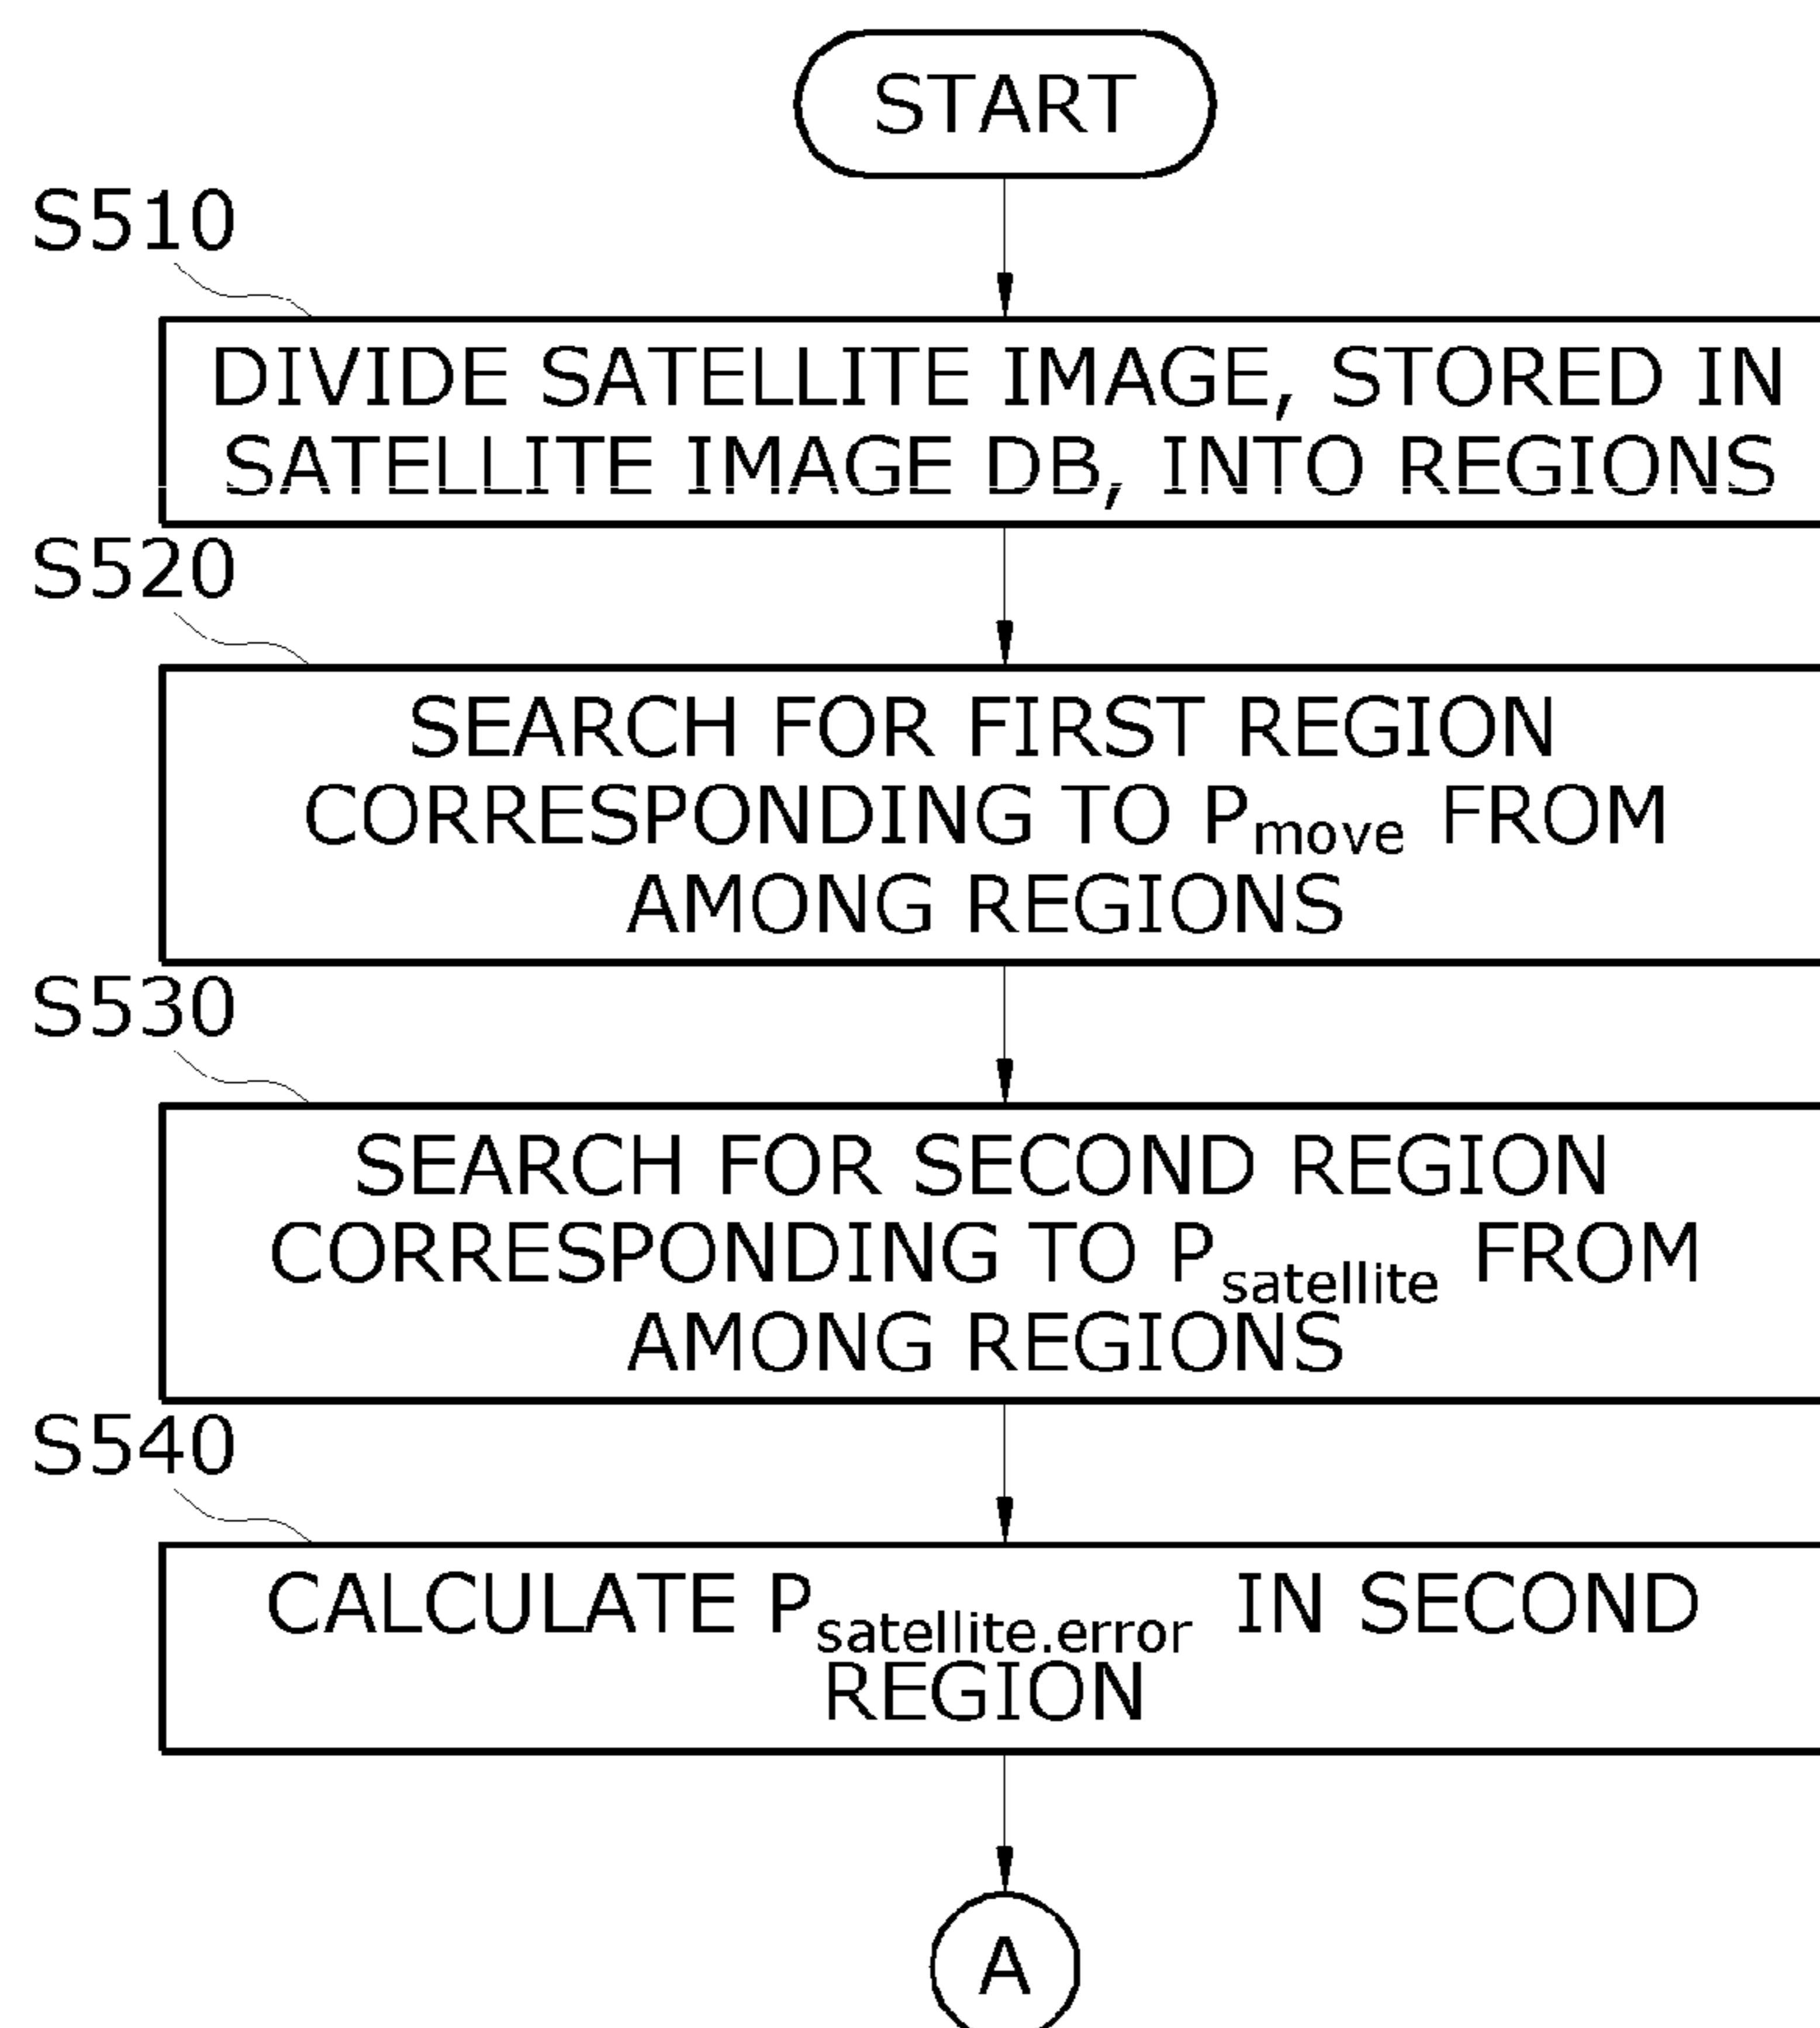 START
S510
DIVIDE SATELLITE IMAGE, STORED IN
SATELLITE IMAGE DB, INTO REGIONS
S520
SEARCH FOR FIRST REGION
CORRESPONDING TO Pmove FROM
AMONG REGIONS
S530
SEARCH FOR SECOND REGION
CORRESPONDING TO Psatellite FROM
AMONG REGIONS
S540
CALCULATE Psatellite.error IN SECOND
REGION
A